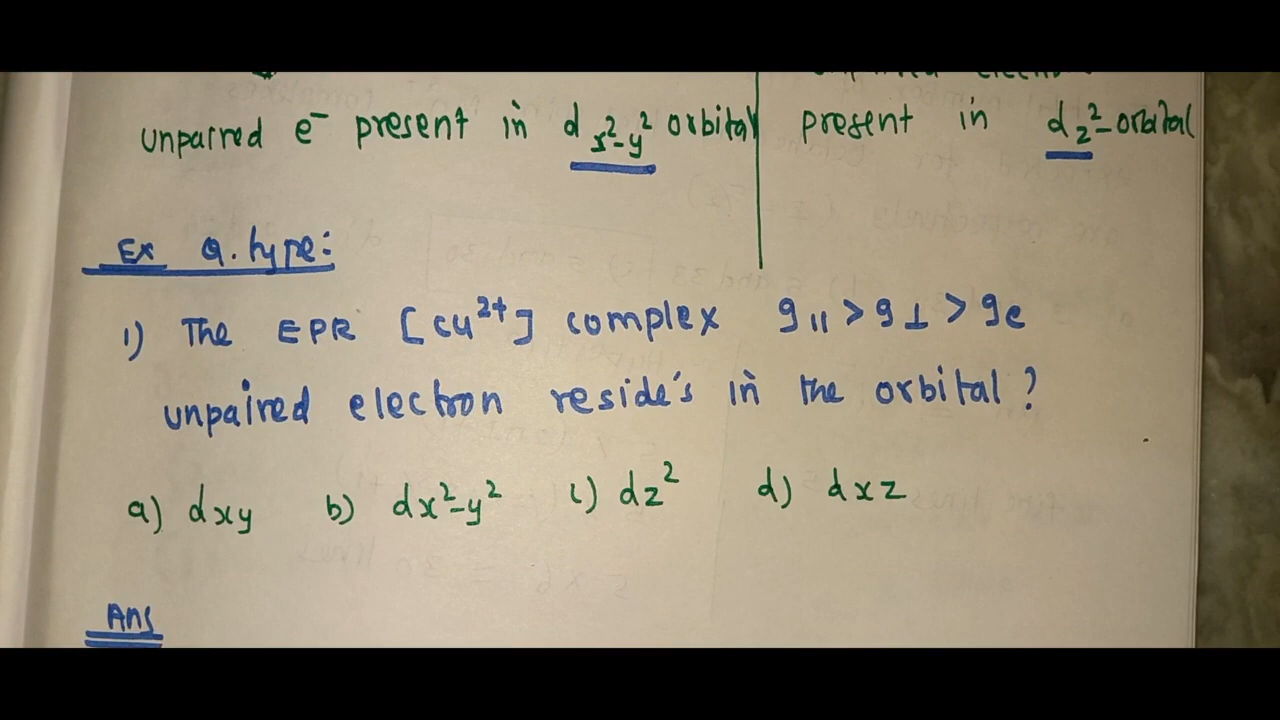 unpaired e⁻ present in dx²-y² orbital
present in dz²-orbital
Ex Q. type:
1) The EPR [cu²⁺] complex g॥ > g⊥ > ge
unpaired electron reside's in the orbital?
a) dxy b) dx²-y² c) dz² d) dxz
Ans